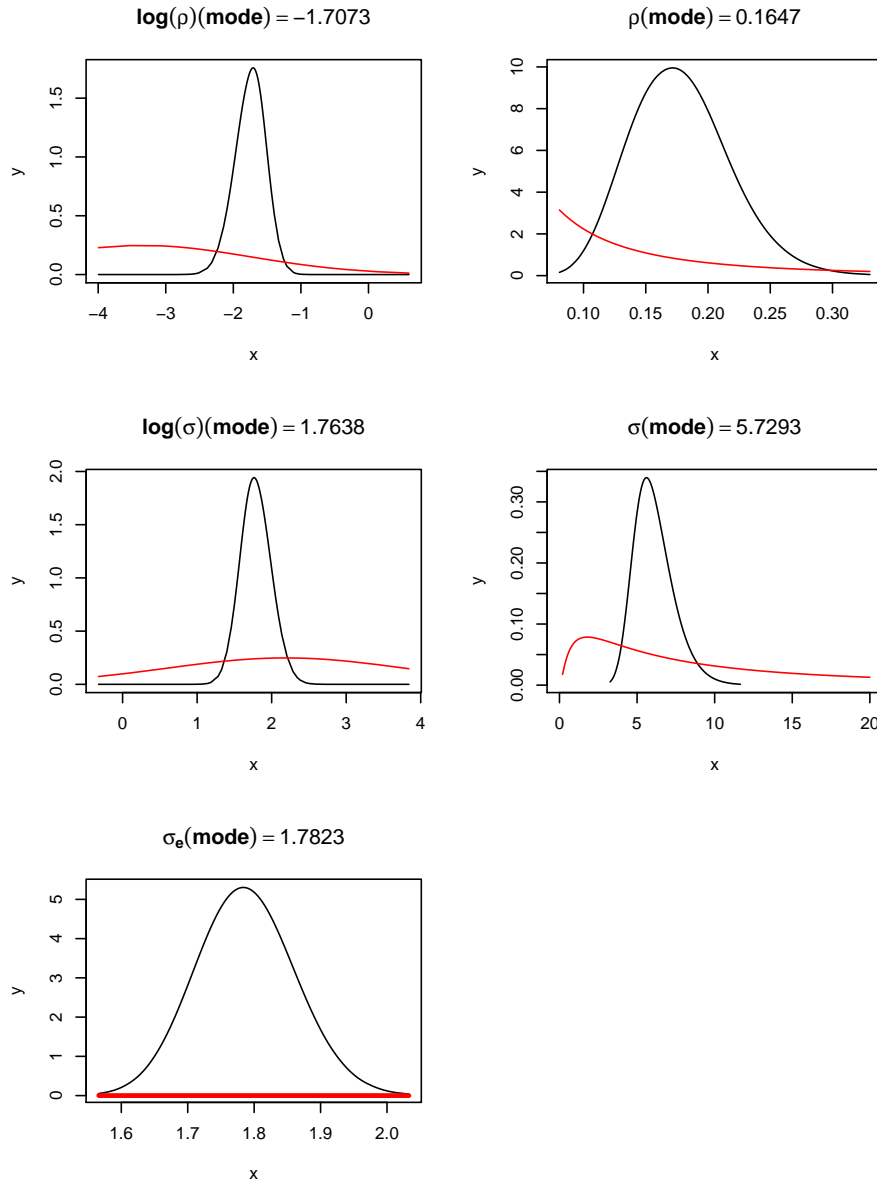 log(ρ)(mode) = −1.7073
y
0.0 0.5 1.0 1.5
−4 −3 −2 −1 0
x
ρ(mode) = 0.1647
y
0 2 4 6 8 10
0.10 0.15 0.20 0.25 0.30
x
log(σ)(mode) = 1.7638
y
0.0 0.5 1.0 1.5 2.0
0 1 2 3 4
x
σ(mode) = 5.7293
y
0.00 0.10 0.20 0.30
0 5 10 15 20
x
σe(mode) = 1.7823
y
0 1 2 3 4 5
1.6 1.7 1.8 1.9 2.0
x